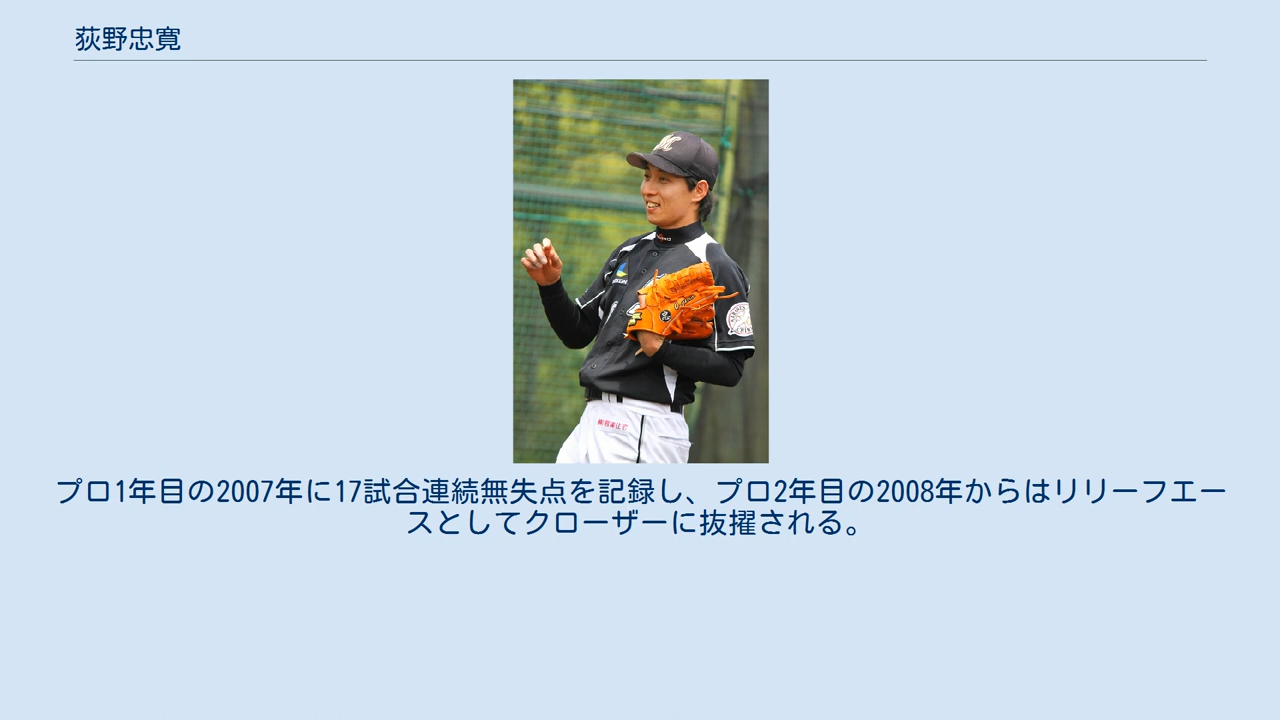 荻野忠寛
プロ1年目の2007年に17試合連続無失点を記録し、プロ2年目の2008年からはリリーフエー
スとしてクローザーに抜擢される。